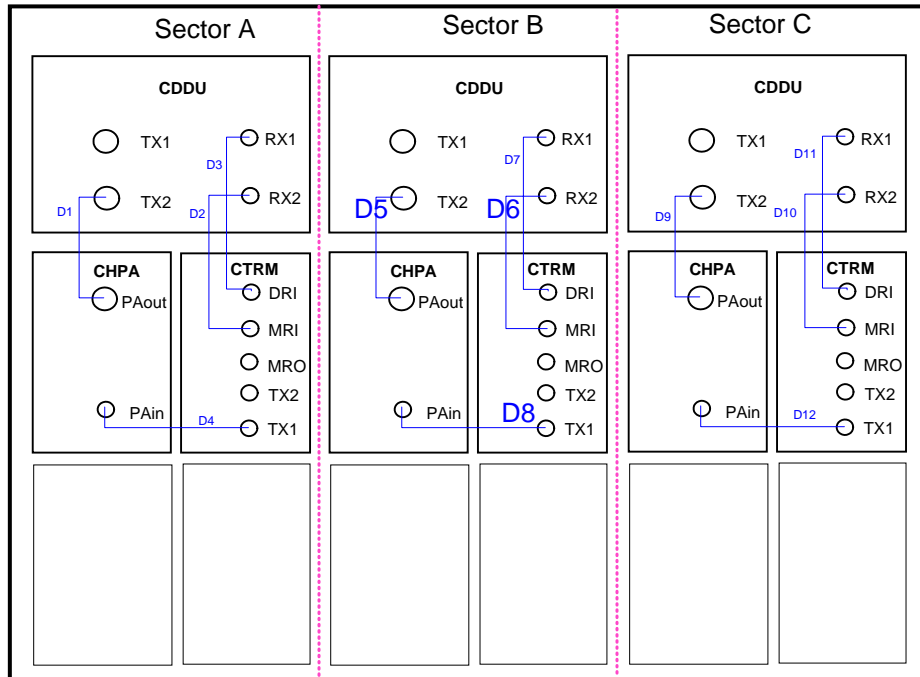 Sector A
Sector B
Sector C
CDDU
CDDU
CDDU
TX1
RX1
TX1
RX1
TX1
RX1
D3
D7
D11
D1
TX2
D2
RX2
D5
TX2
D6
RX2
D9
TX2
D10
RX2
CHPA
CTRM
CHPA
CTRM
CHPA
CTRM
PAout
DRI
PAout
DRI
PAout
DRI
MRI
MRI
MRI
MRO
MRO
MRO
TX2
TX2
TX2
PAin
D4
TX1
PAin
D8
TX1
PAin
D12
TX1